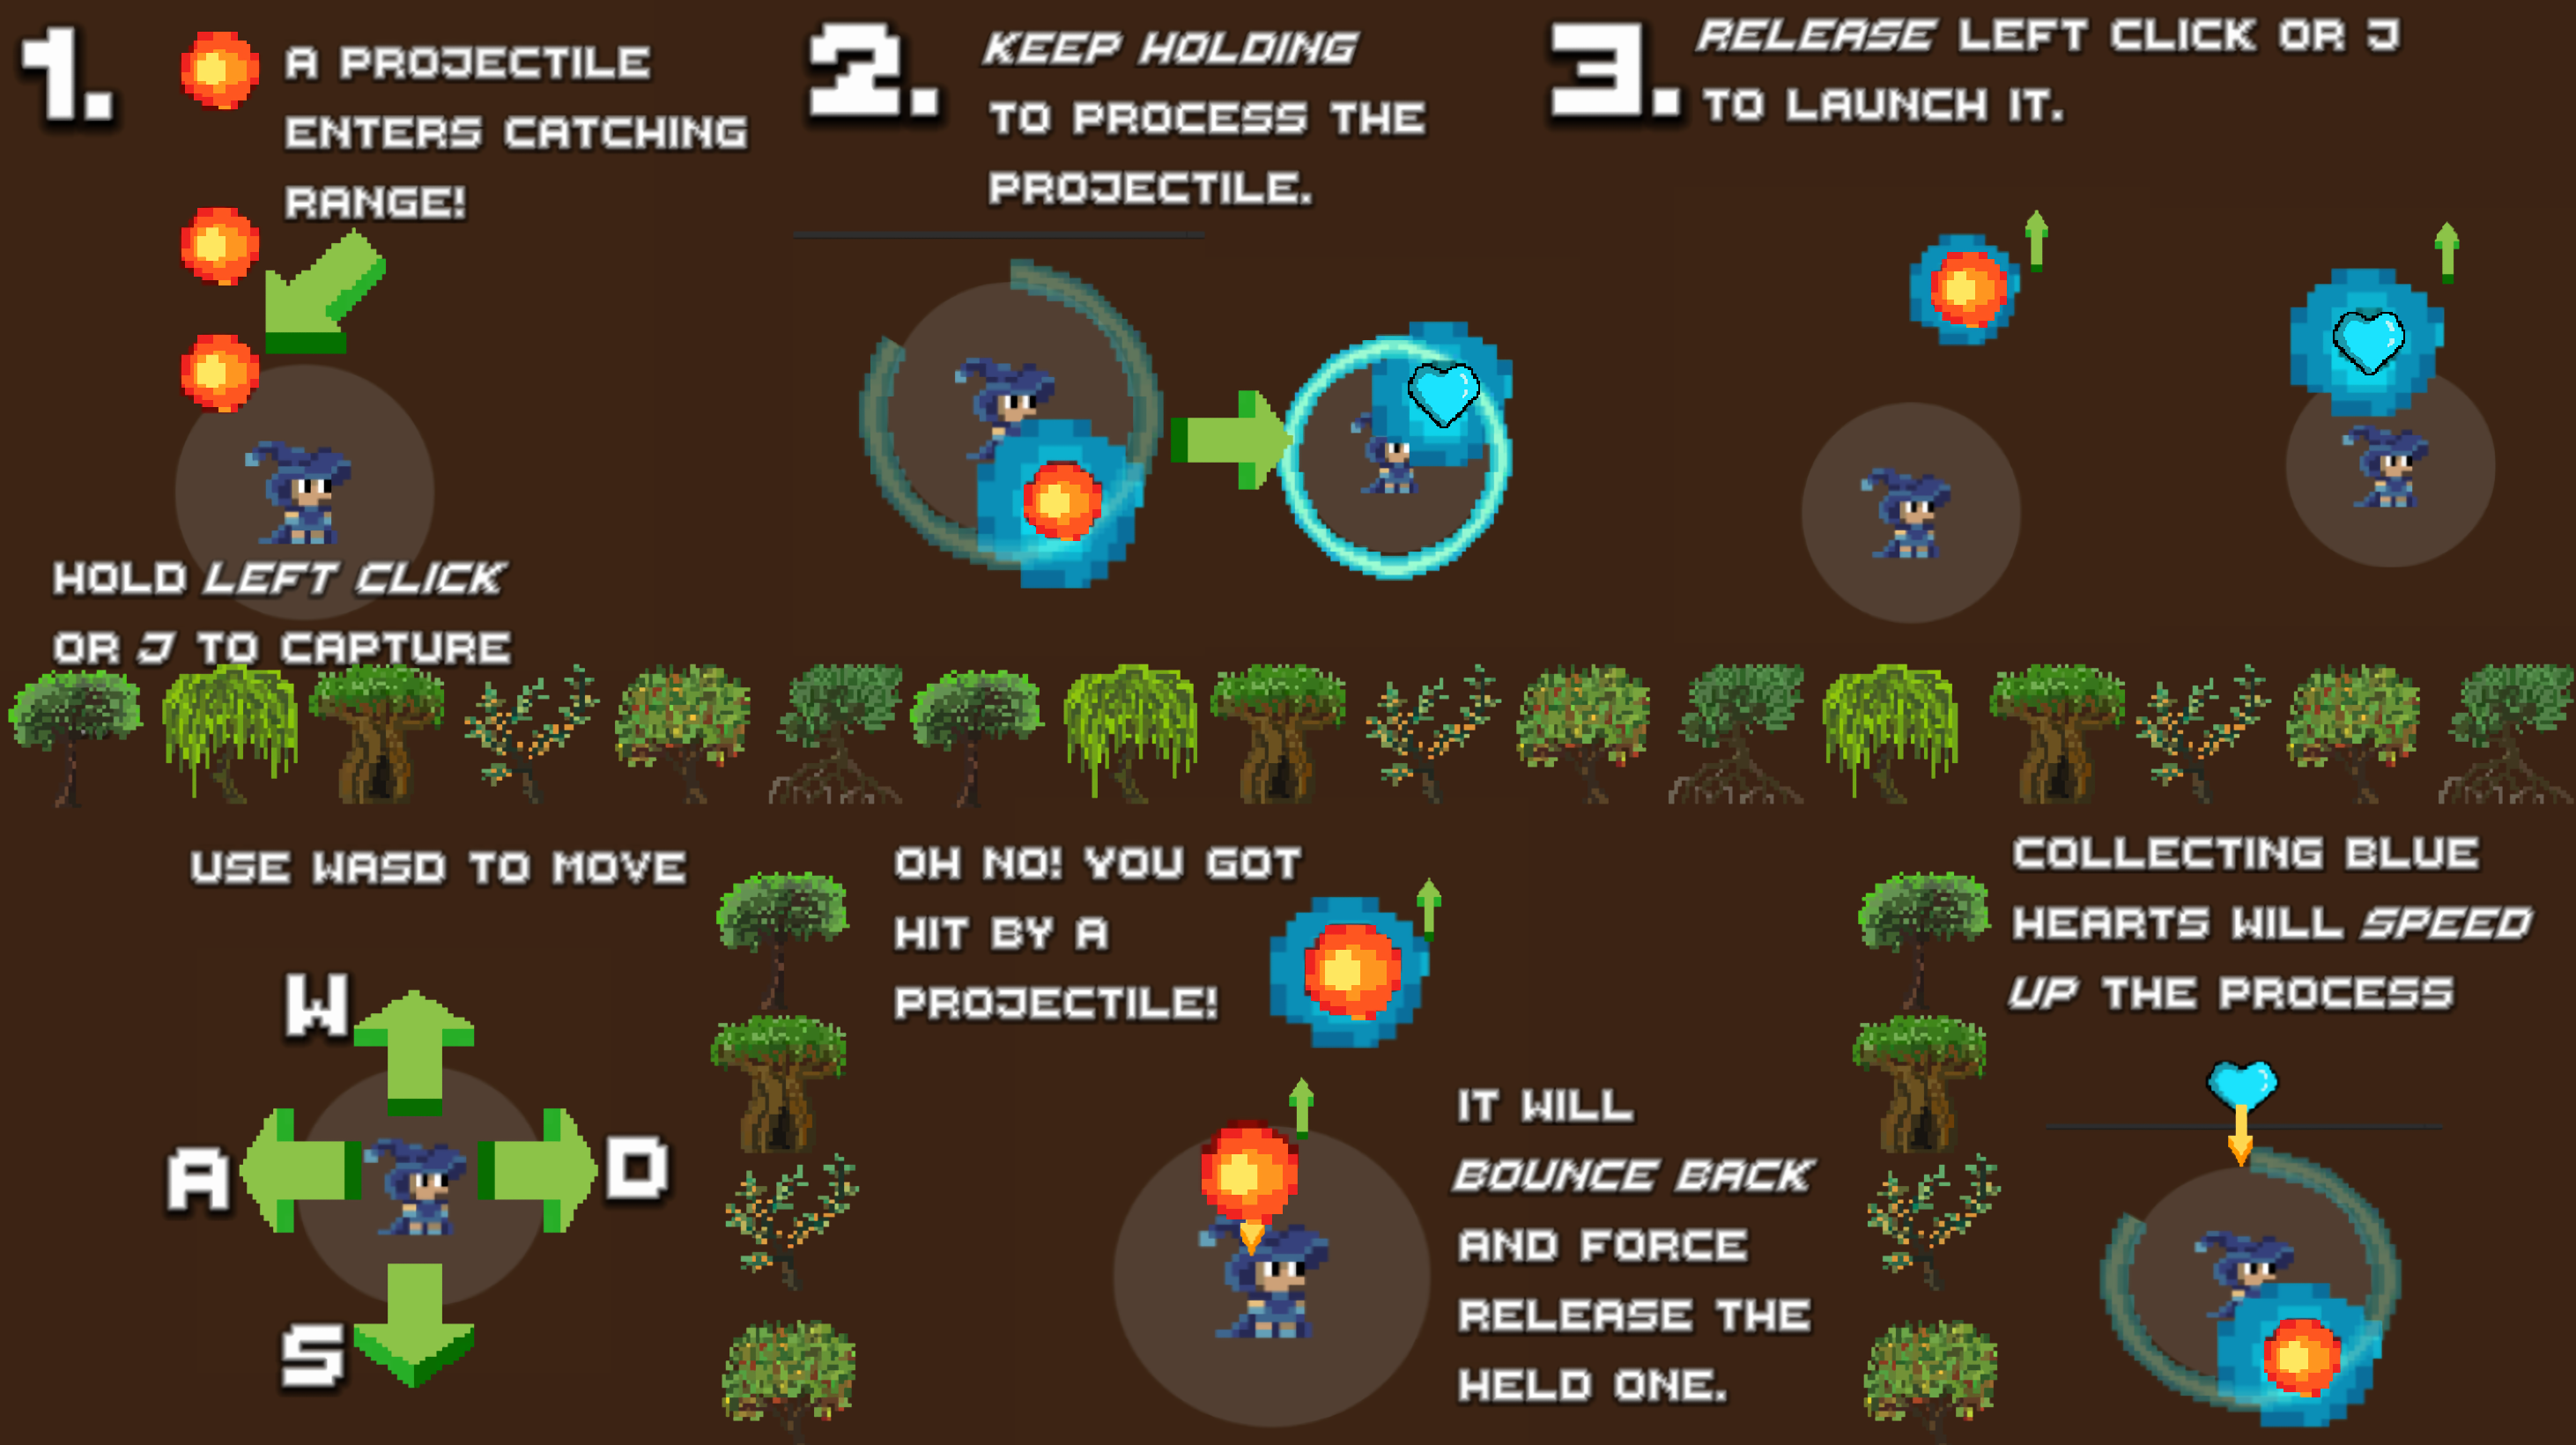 1.
A PROJECTILE
ENTERS CATCHING
RANGE!
HOLD LEFT CLICK
OR J TO CAPTURE
2.
KEEP HOLDING
TO PROCESS THE
PROJECTILE.
3.
RELEASE LEFT CLICK OR J
TO LAUNCH IT.
USE WASD TO MOVE
W
A
D
S
OH NO! YOU GOT
HIT BY A
PROJECTILE!
IT WILL
BOUNCE BACK
AND FORCE
RELEASE THE
HELD ONE.
COLLECTING BLUE
HEARTS WILL SPEED
UP THE PROCESS